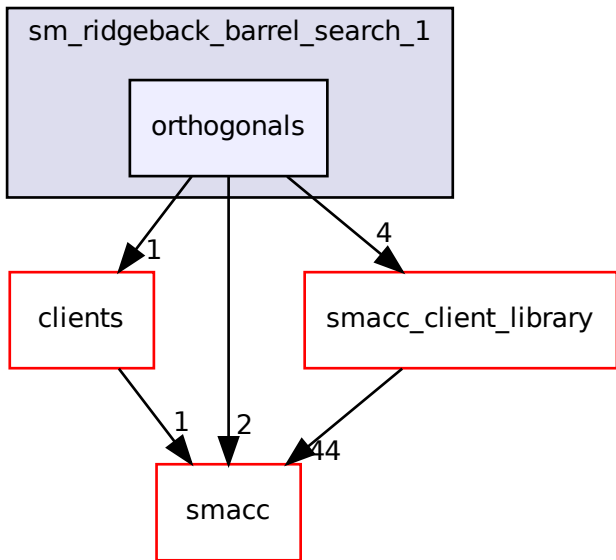 sm_ridgeback_barrel_search_1
orthogonals
1
4
clients
smacc_client_library
1
2
44
smacc